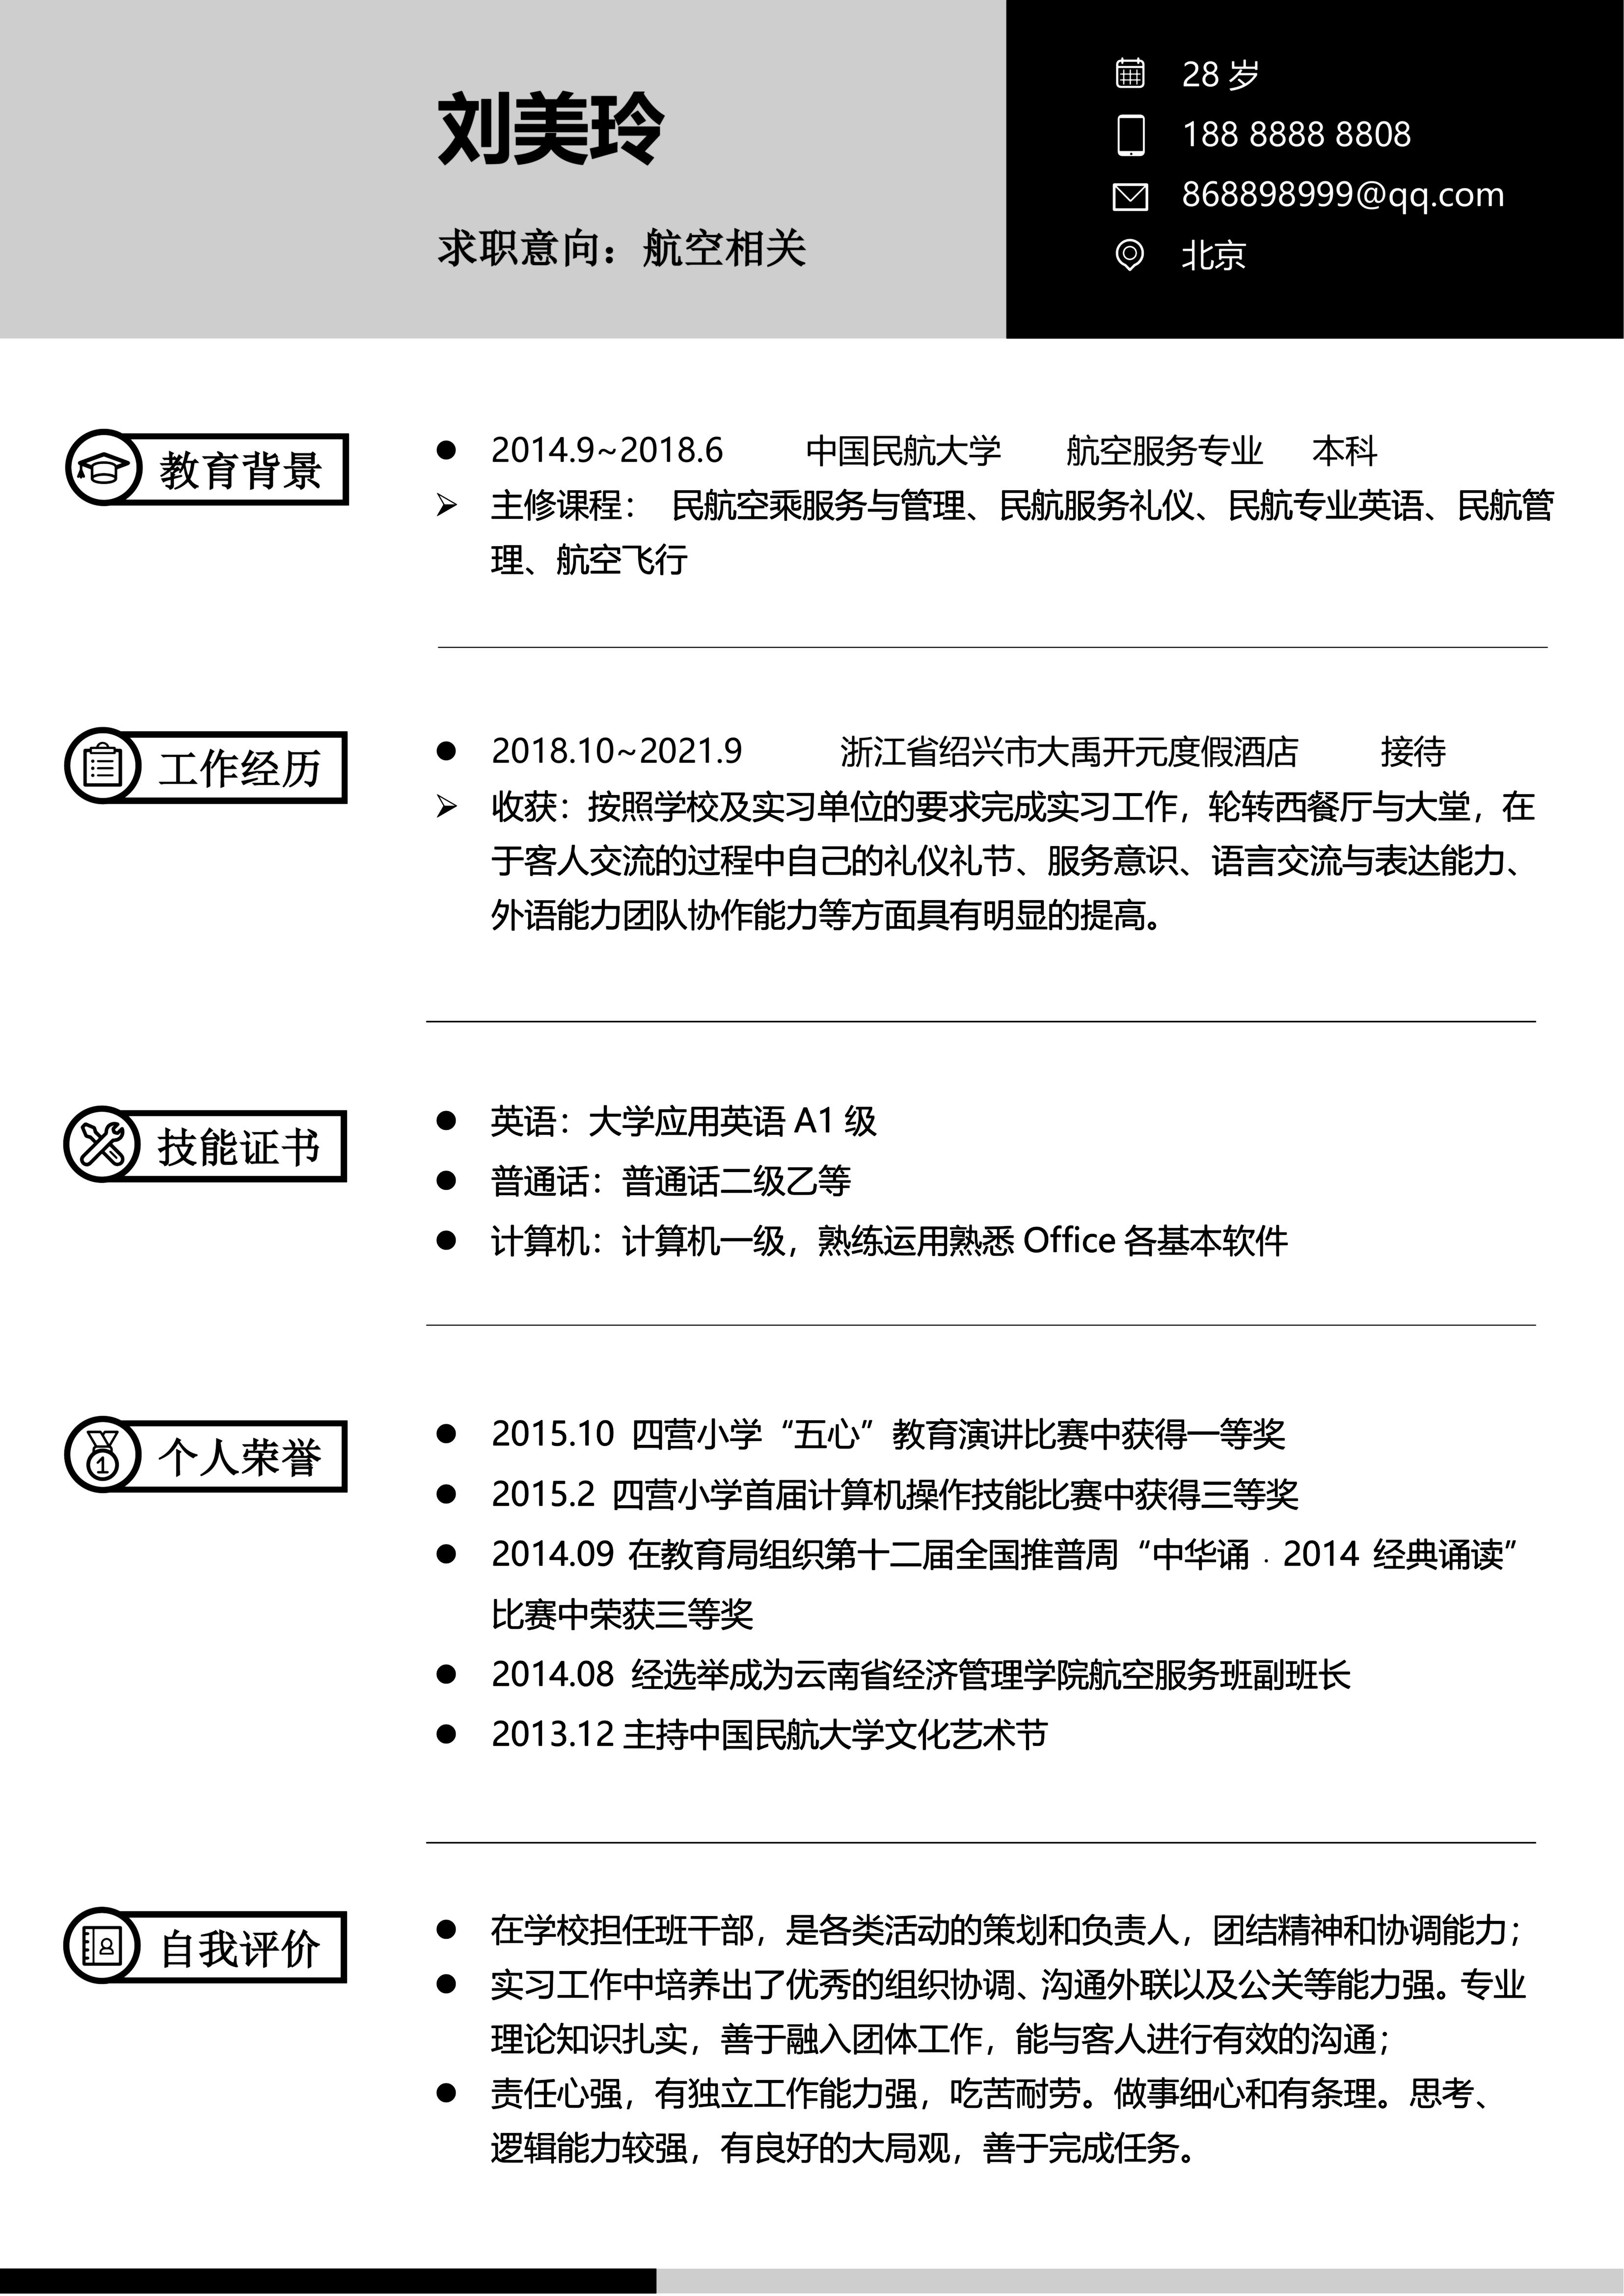 刘美玲
求职意向：航空相关
28 岁
188 8888 8808
868898999@qq.com
北京
教育背景
2014.9~2018.6 中国民航大学 航空服务专业 本科
主修课程： 民航空乘服务与管理、民航服务礼仪、民航专业英语、民航管
理、航空飞行
工作经历
2018.10~2021.9 浙江省绍兴市大禹开元度假酒店 接待
收获：按照学校及实习单位的要求完成实习工作，轮转西餐厅与大堂，在
于客人交流的过程中自己的礼仪礼节、服务意识、语言交流与表达能力、
外语能力团队协作能力等方面具有明显的提高。
技能证书
英语：大学应用英语 A1 级
普通话：普通话二级乙等
计算机：计算机一级，熟练运用熟悉 Office 各基本软件
个人荣誉
1
2015.10 四营小学“五心”教育演讲比赛中获得一等奖
2015.2 四营小学首届计算机操作技能比赛中获得三等奖
2014.09 在教育局组织第十二届全国推普周“中华诵﹒2014 经典诵读”
比赛中荣获三等奖
2014.08 经选举成为云南省经济管理学院航空服务班副班长
2013.12 主持中国民航大学文化艺术节
自我评价
在学校担任班干部，是各类活动的策划和负责人，团结精神和协调能力；
实习工作中培养出了优秀的组织协调、沟通外联以及公关等能力强。专业
理论知识扎实，善于融入团体工作，能与客人进行有效的沟通；
责任心强，有独立工作能力强，吃苦耐劳。做事细心和有条理。思考、
逻辑能力较强，有良好的大局观，善于完成任务。